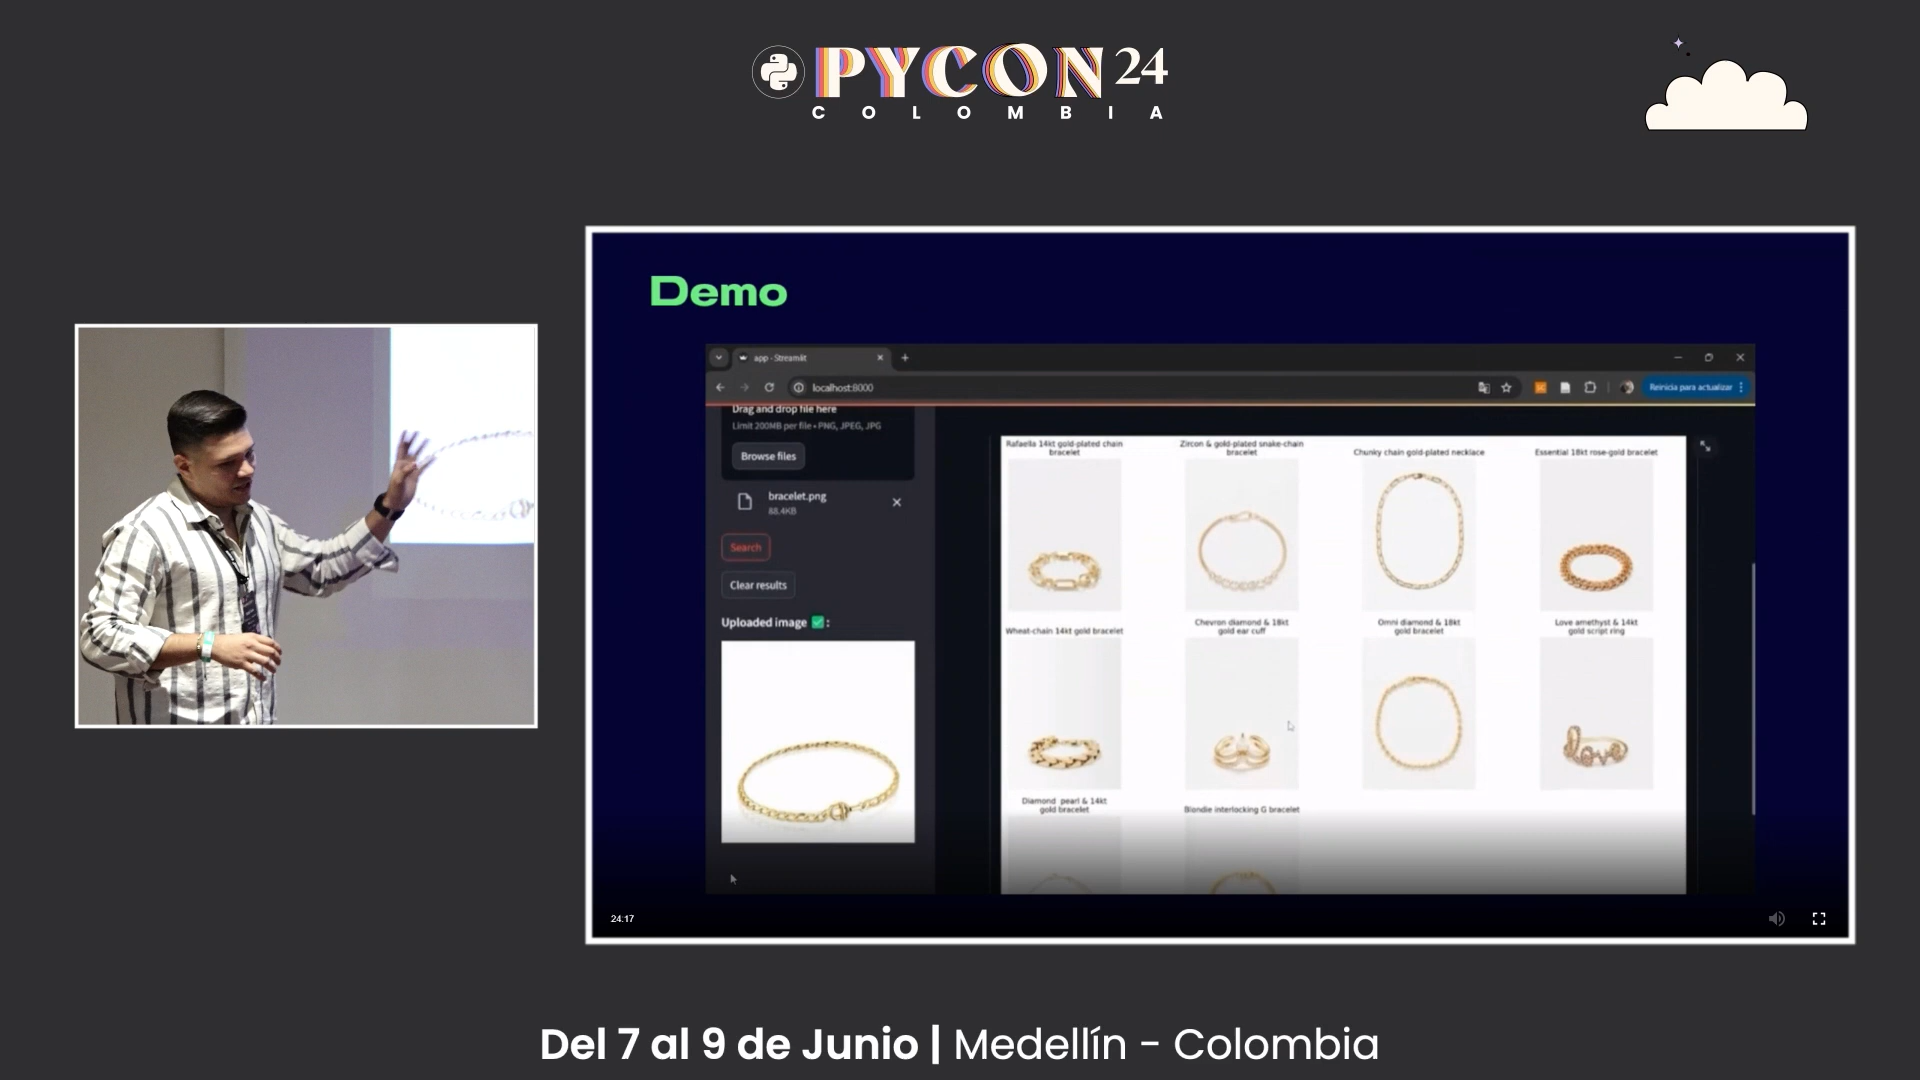 PYCON 24
COLOMBIA
Demo
app · Streamlit
localhost:8000
Reinicia para actualizar
Drag and drop file here
Limit 200MB per file • PNG, JPEG, JPG
Browse files
bracelet.png
88.4KB
Search
Clear results
Uploaded image ✅:
Rafaella 14kt gold-plated chain
bracelet
Zircon & gold-plated snake-chain
bracelet
Chunky chain gold-plated necklace
Essential 18kt rose-gold bracelet
Wheat-chain 14kt gold bracelet
Chevron diamond & 18kt
gold ear cuff
Omni diamond & 18kt
gold bracelet
Love amethyst & 14kt
gold script ring
love
Diamond pearl & 14kt
gold bracelet
Blondie interlocking G bracelet
24:17
Del 7 al 9 de Junio | Medellín - Colombia